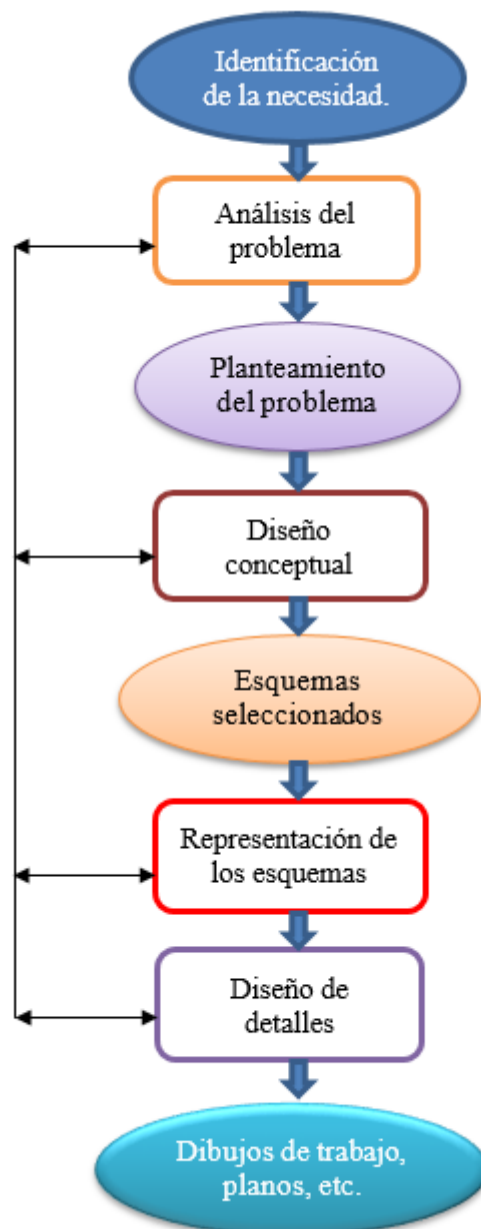 Identificación
de la necesidad.
Análisis del
problema
Planteamiento
del problema
Diseño
conceptual
Esquemas
seleccionados
Representación de
los esquemas
Diseño de
detalles
Dibujos de trabajo,
planos, etc.